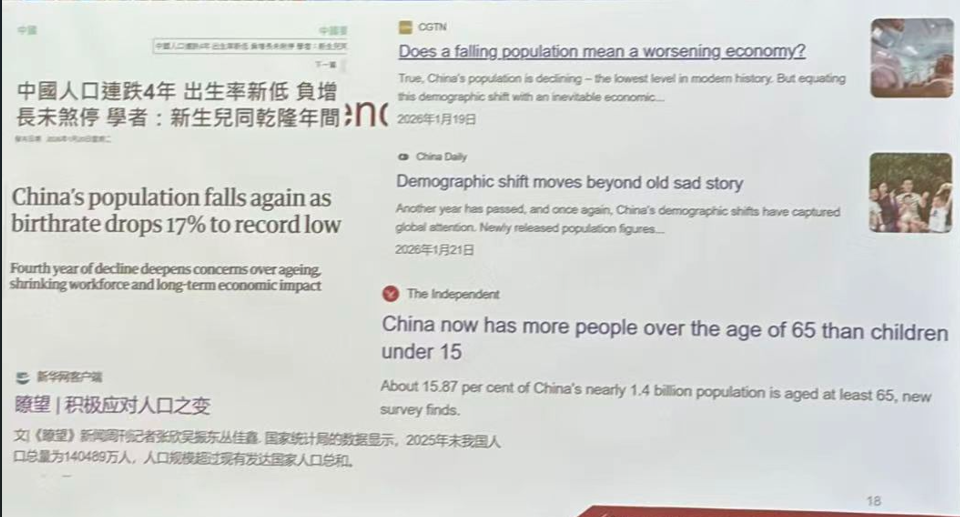 中國
中國
下一篇
中國人口連跌4年 出生率新低 負增
長未煞停 學者：新生兒同乾隆年間
China's population falls again as
birthrate drops 17% to record low
Fourth year of decline deepens concerns over ageing,
shrinking workforce and long-term economic impact
新华网客户端
瞭望 | 积极应对人口之变
文|《瞭望》新闻周刊记者张欣吴振东丛佳鑫. 国家统计局的数据显示，2025年末我国人
口总量为140489万人，人口规模超过现有发达国家人口总和。
CGTN
Does a falling population mean a worsening economy?
True, China's population is declining – the lowest level in modern history. But equating
this demographic shift with an inevitable economic...
2026年1月19日
China Daily
Demographic shift moves beyond old sad story
Another year has passed, and once again, China's demographic shifts have captured
global attention. Newly released population figures...
2026年1月21日
The Independent
China now has more people over the age of 65 than children
under 15
About 15.87 per cent of China's nearly 1.4 billion population is aged at least 65, new
survey finds.
18